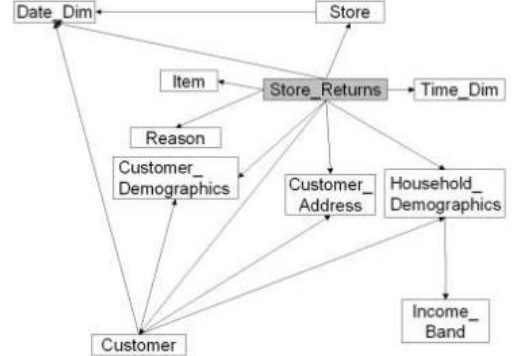 Date_Dim
Store
Item
Store_Returns
Time_Dim
Reason
Customer_
Demographics
Customer_
Address
Household_
Demographics
Income_
Band
Customer